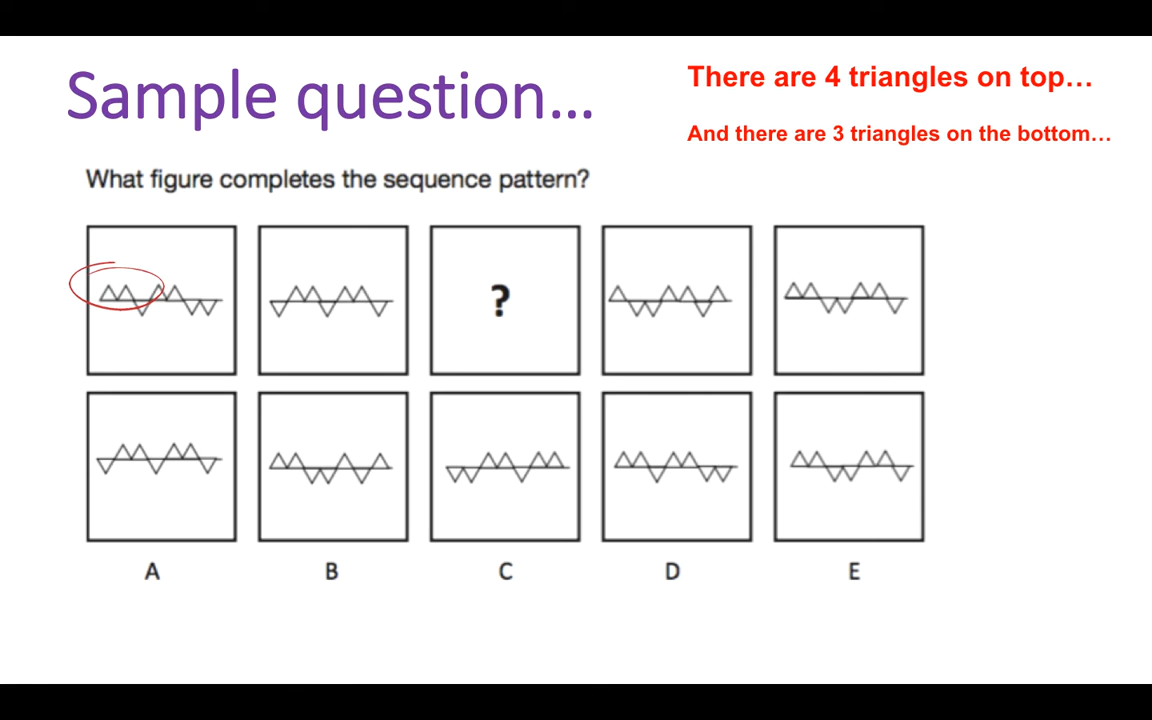 Sample question...
There are 4 triangles on top...
And there are 3 triangles on the bottom...
What figure completes the sequence pattern?
?
A B C D E